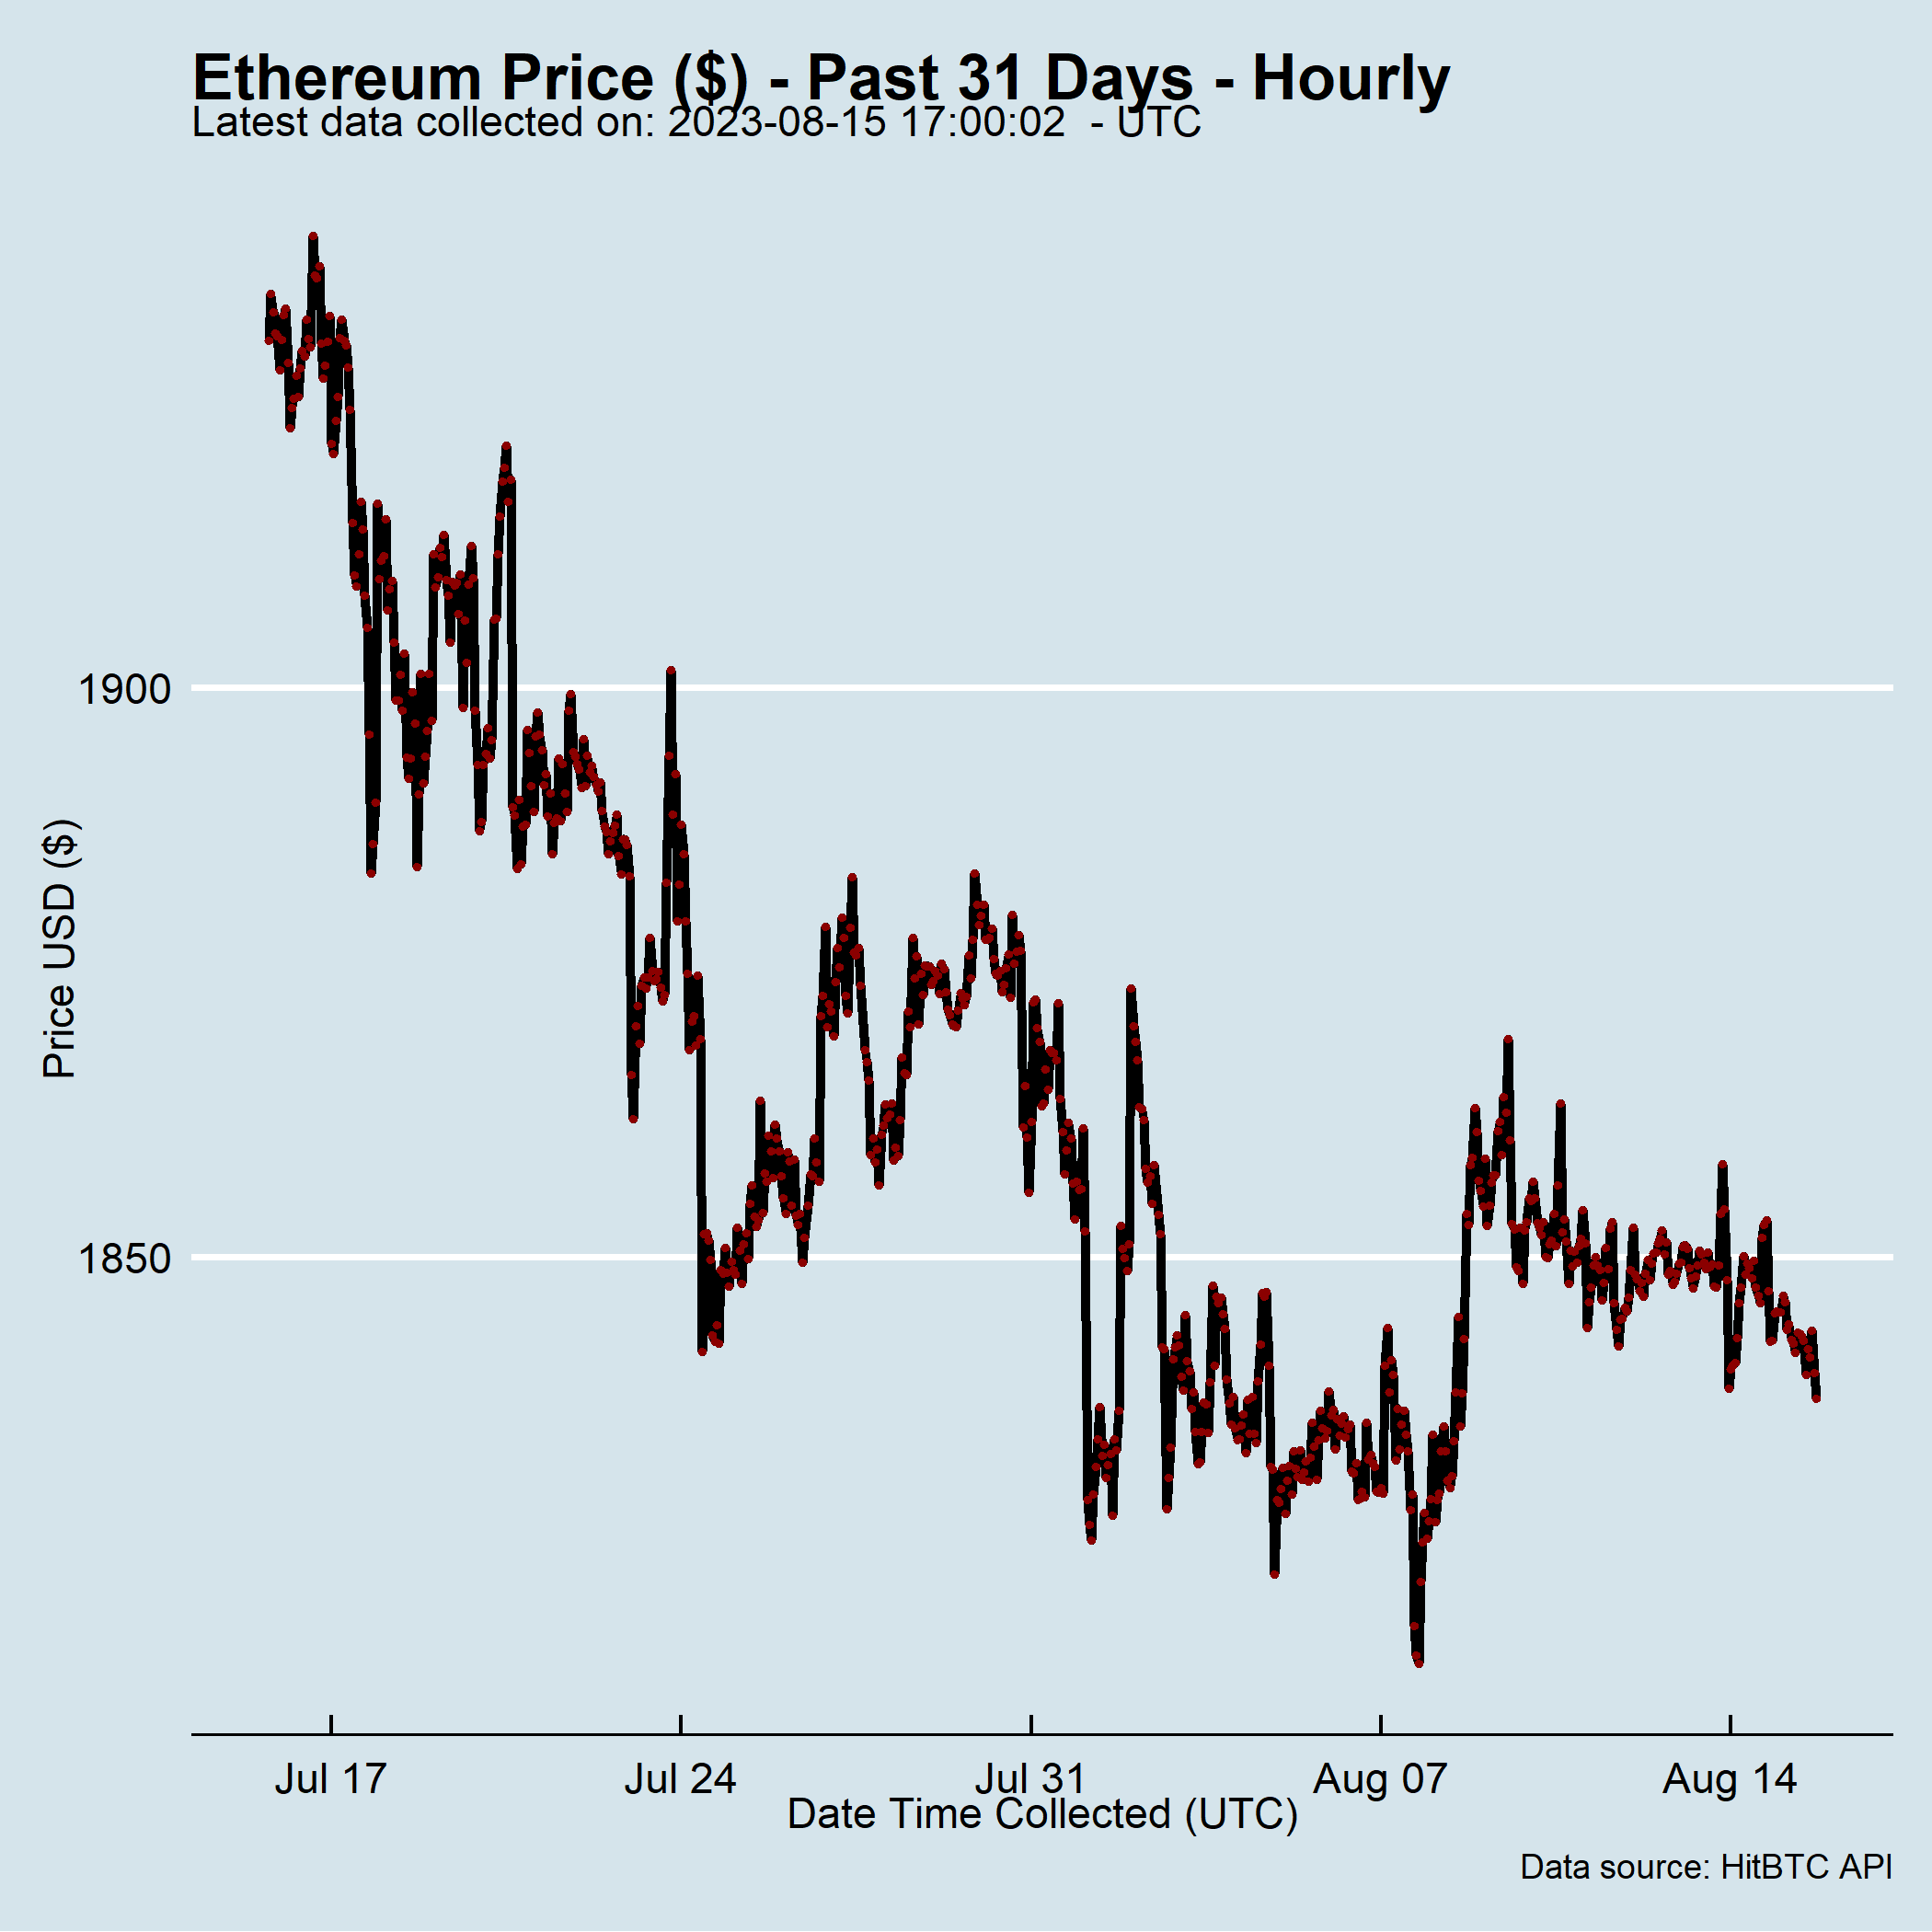 Ethereum Price ($) - Past 31 Days - Hourly
Latest data collected on: 2023-08-15 17:00:02  - UTC
1900
Price USD ($)
1850
Jul 17 Jul 24 Jul 31 Aug 07 Aug 14
Date Time Collected (UTC)
Data source: HitBTC API